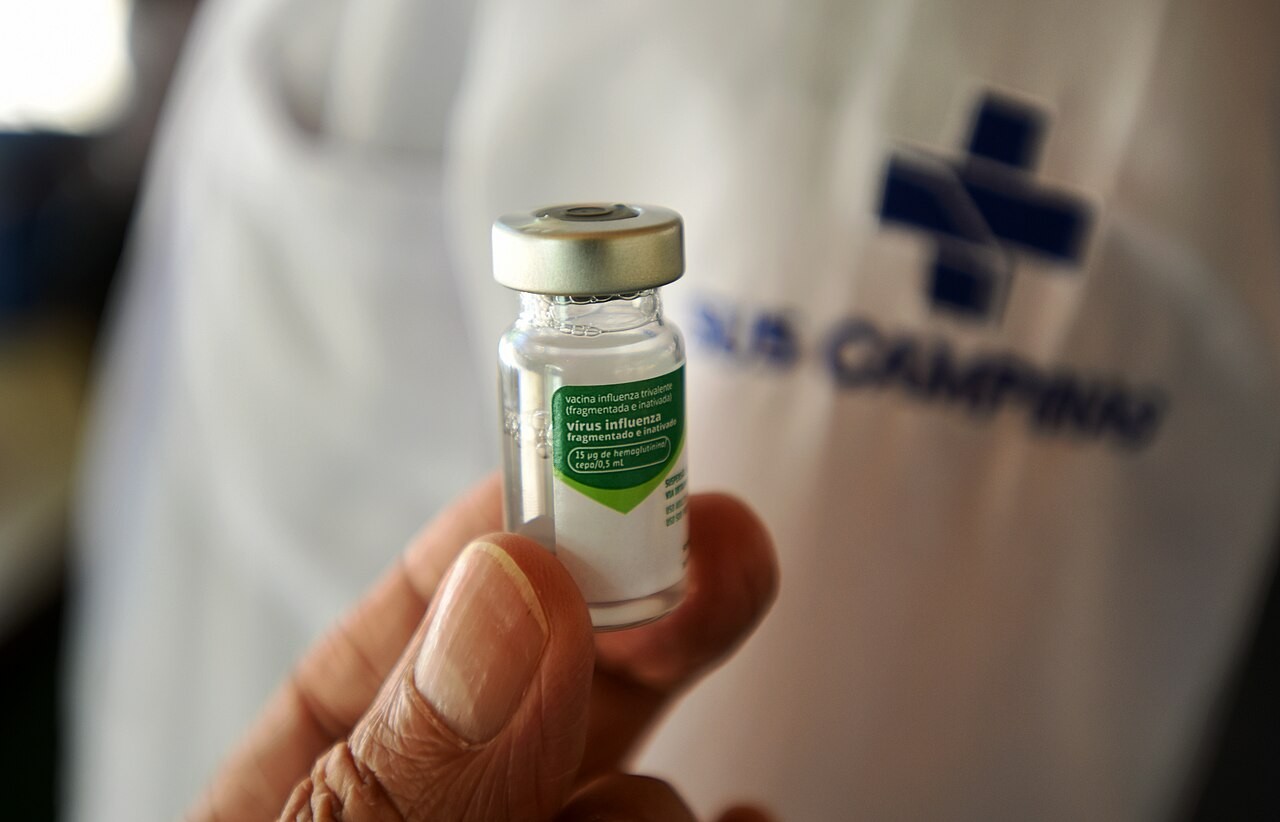 vacina influenza trivalente
(fragmentada e inativada)
vírus influenza
fragmentado e inativado
15 µg de hemaglutinina/
cepa/0,5 mL
SUS CAMPINAS